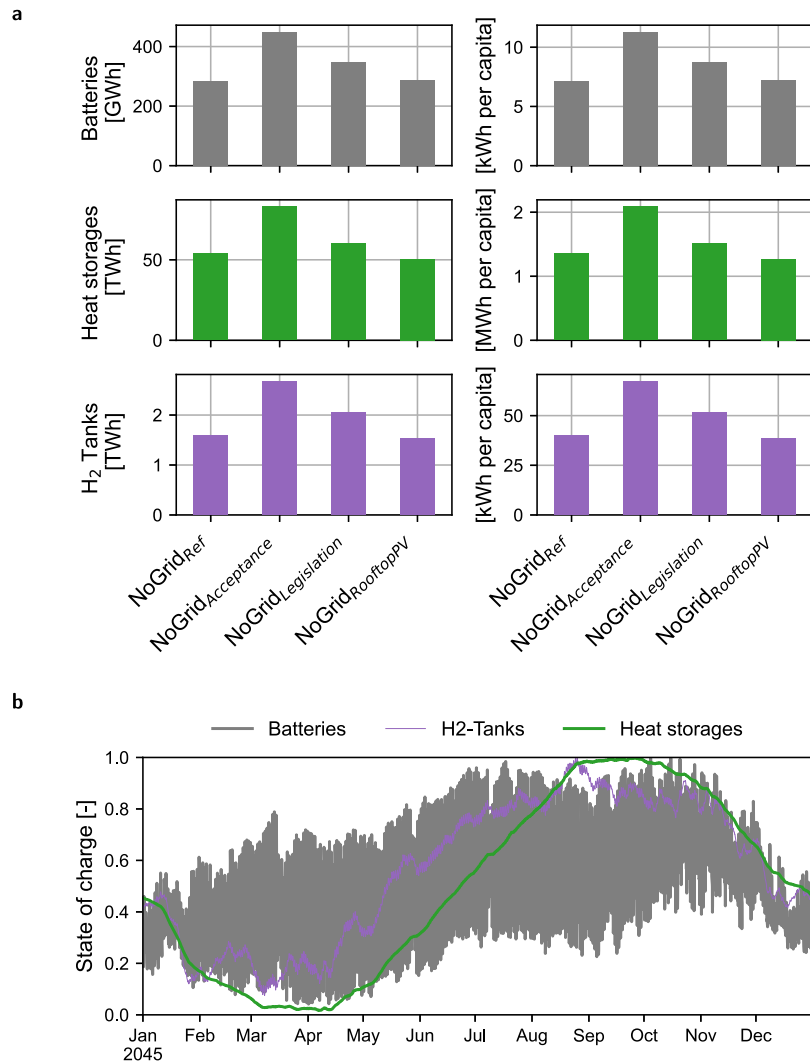 a
Batteries
[GWh]
400
200
0
[kWh per capita]
10
5
0
Heat storages
[TWh]
50
0
[MWh per capita]
2
1
0
H2 Tanks
[TWh]
2
1
0
[kWh per capita]
50
25
0
NoGridRef
NoGridAcceptance
NoGridLegislation
NoGridRooftopPV
NoGridRef
NoGridAcceptance
NoGridLegislation
NoGridRooftopPV
b
Batteries H2-Tanks Heat storages
State of charge [-]
1.0
0.8
0.6
0.4
0.2
0.0
Jan Feb Mar Apr May Jun Jul Aug Sep Oct Nov Dec
2045